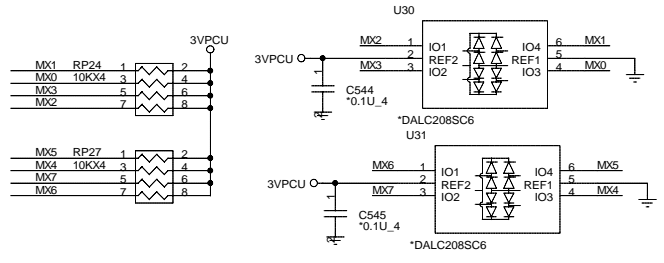 U30
3VPCU
MX2 1 IO1 IO4 6 MX1
3VPCU 2 REF2 REF1 5
MX3 3 IO2 IO3 4 MX0
MX1 RP24 1 2
MX0 10KX4 3 4
MX3 5 6
MX2 7 8
1
C544
*0.1U_4
*DALC208SC6
U31
MX5 RP27 1 2
MX4 10KX4 3 4
MX7 5 6
MX6 7 8
MX6 1 IO1 IO4 6 MX5
3VPCU 2 REF2 REF1 5
MX7 3 IO2 IO3 4 MX4
1
C545
*0.1U_4
*DALC208SC6